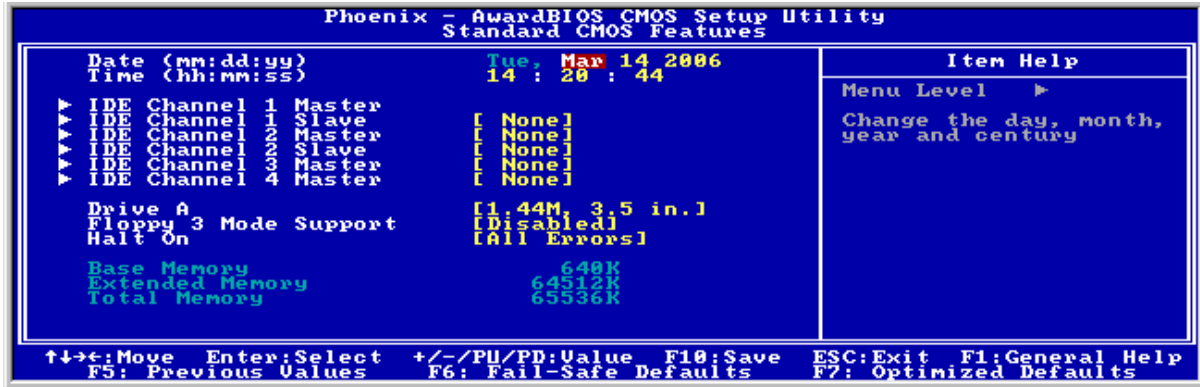 Phoenix - AwardBIOS CMOS Setup Utility
Standard CMOS Features
Date (mm:dd:yy) Tue, Mar 14 2006
Time (hh:mm:ss) 14 : 20 : 44
IDE Channel 1 Master
IDE Channel 1 Slave [ None]
IDE Channel 2 Master [ None]
IDE Channel 2 Slave [ None]
IDE Channel 3 Master [ None]
IDE Channel 4 Master [ None]
Drive A [1.44M, 3.5 in.]
Floppy 3 Mode Support [Disabled]
Halt On [All Errors]
Base Memory 640K
Extended Memory 64512K
Total Memory 65536K
Item Help
Menu Level ▶
Change the day, month,
year and century
↑↓→←:Move Enter:Select +/-/PU/PD:Value F10:Save ESC:Exit F1:General Help
F5: Previous Values F6: Fail-Safe Defaults F7: Optimized Defaults